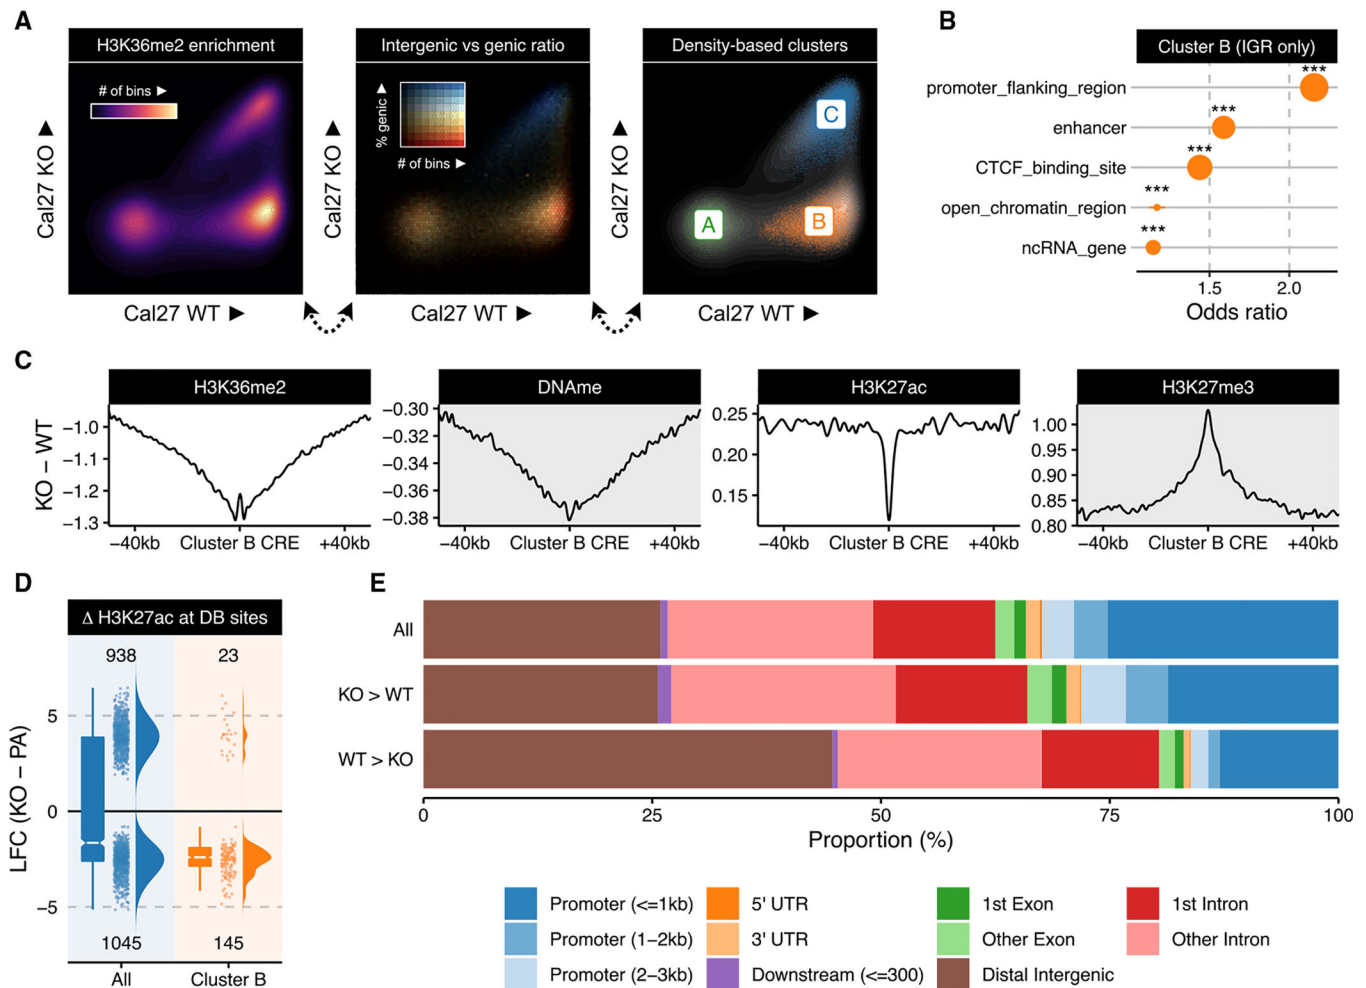 A
H3K36me2 enrichment
Intergenic vs genic ratio
Density-based clusters
# of bins ►
% genic ►
# of bins ►
A
B
C
Cal27 KO ►
Cal27 KO ►
Cal27 KO ►
Cal27 WT ►
Cal27 WT ►
Cal27 WT ►
B
Cluster B (IGR only)
promoter_flanking_region
***
enhancer
***
CTCF_binding_site
***
open_chromatin_region
***
ncRNA_gene
***
1.5 2.0
Odds ratio
C
H3K36me2
DNAme
H3K27ac
H3K27me3
KO − WT
−1.0
−1.1
−1.2
−1.3
−40kb Cluster B CRE +40kb
−0.30
−0.32
−0.34
−0.36
−0.38
−40kb Cluster B CRE +40kb
0.25
0.20
0.15
−40kb Cluster B CRE +40kb
1.00
0.95
0.90
0.85
0.80
−40kb Cluster B CRE +40kb
D
Δ H3K27ac at DB sites
938 23
LFC (KO − PA)
5
0
−5
1045 145
All Cluster B
E
All
KO > WT
WT > KO
0 25 50 75 100
Proportion (%)
Promoter (<=1kb)
Promoter (1−2kb)
Promoter (2−3kb)
5' UTR
3' UTR
Downstream (<=300)
1st Exon
Other Exon
Distal Intergenic
1st Intron
Other Intron